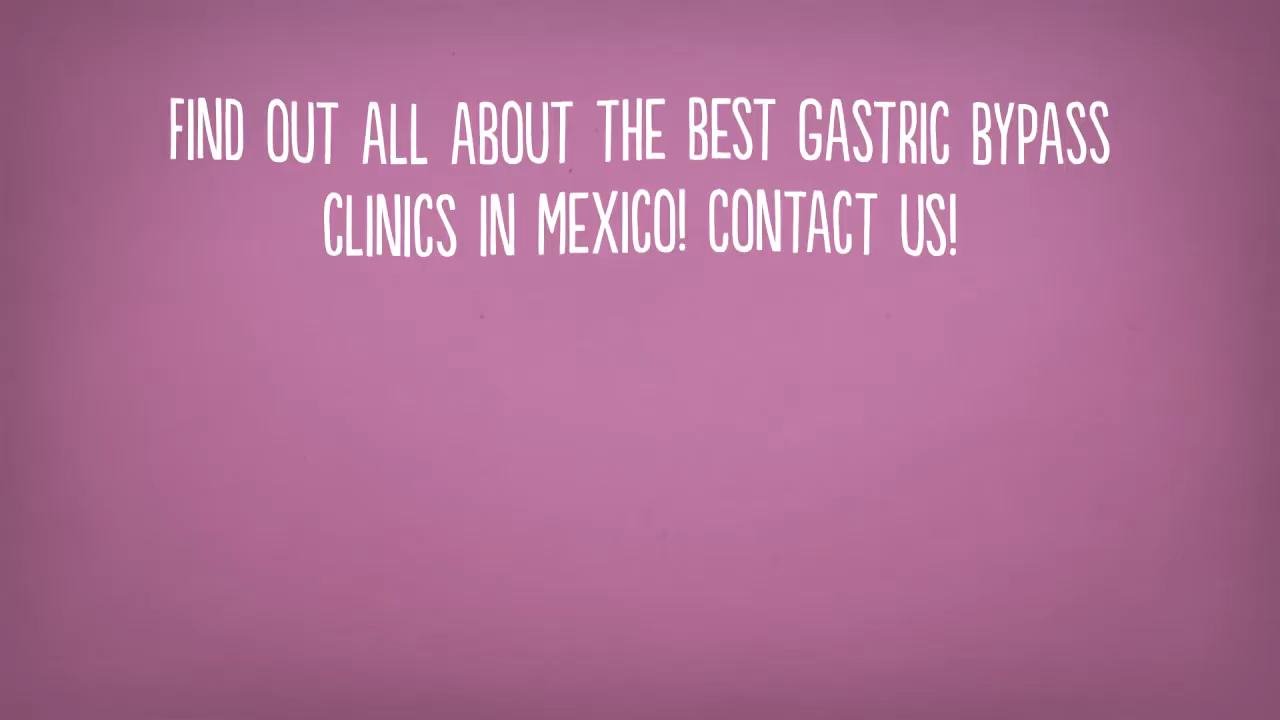 FIND OUT ALL ABOUT THE BEST GASTRIC BYPASS
CLINICS IN MEXICO! CONTACT US!